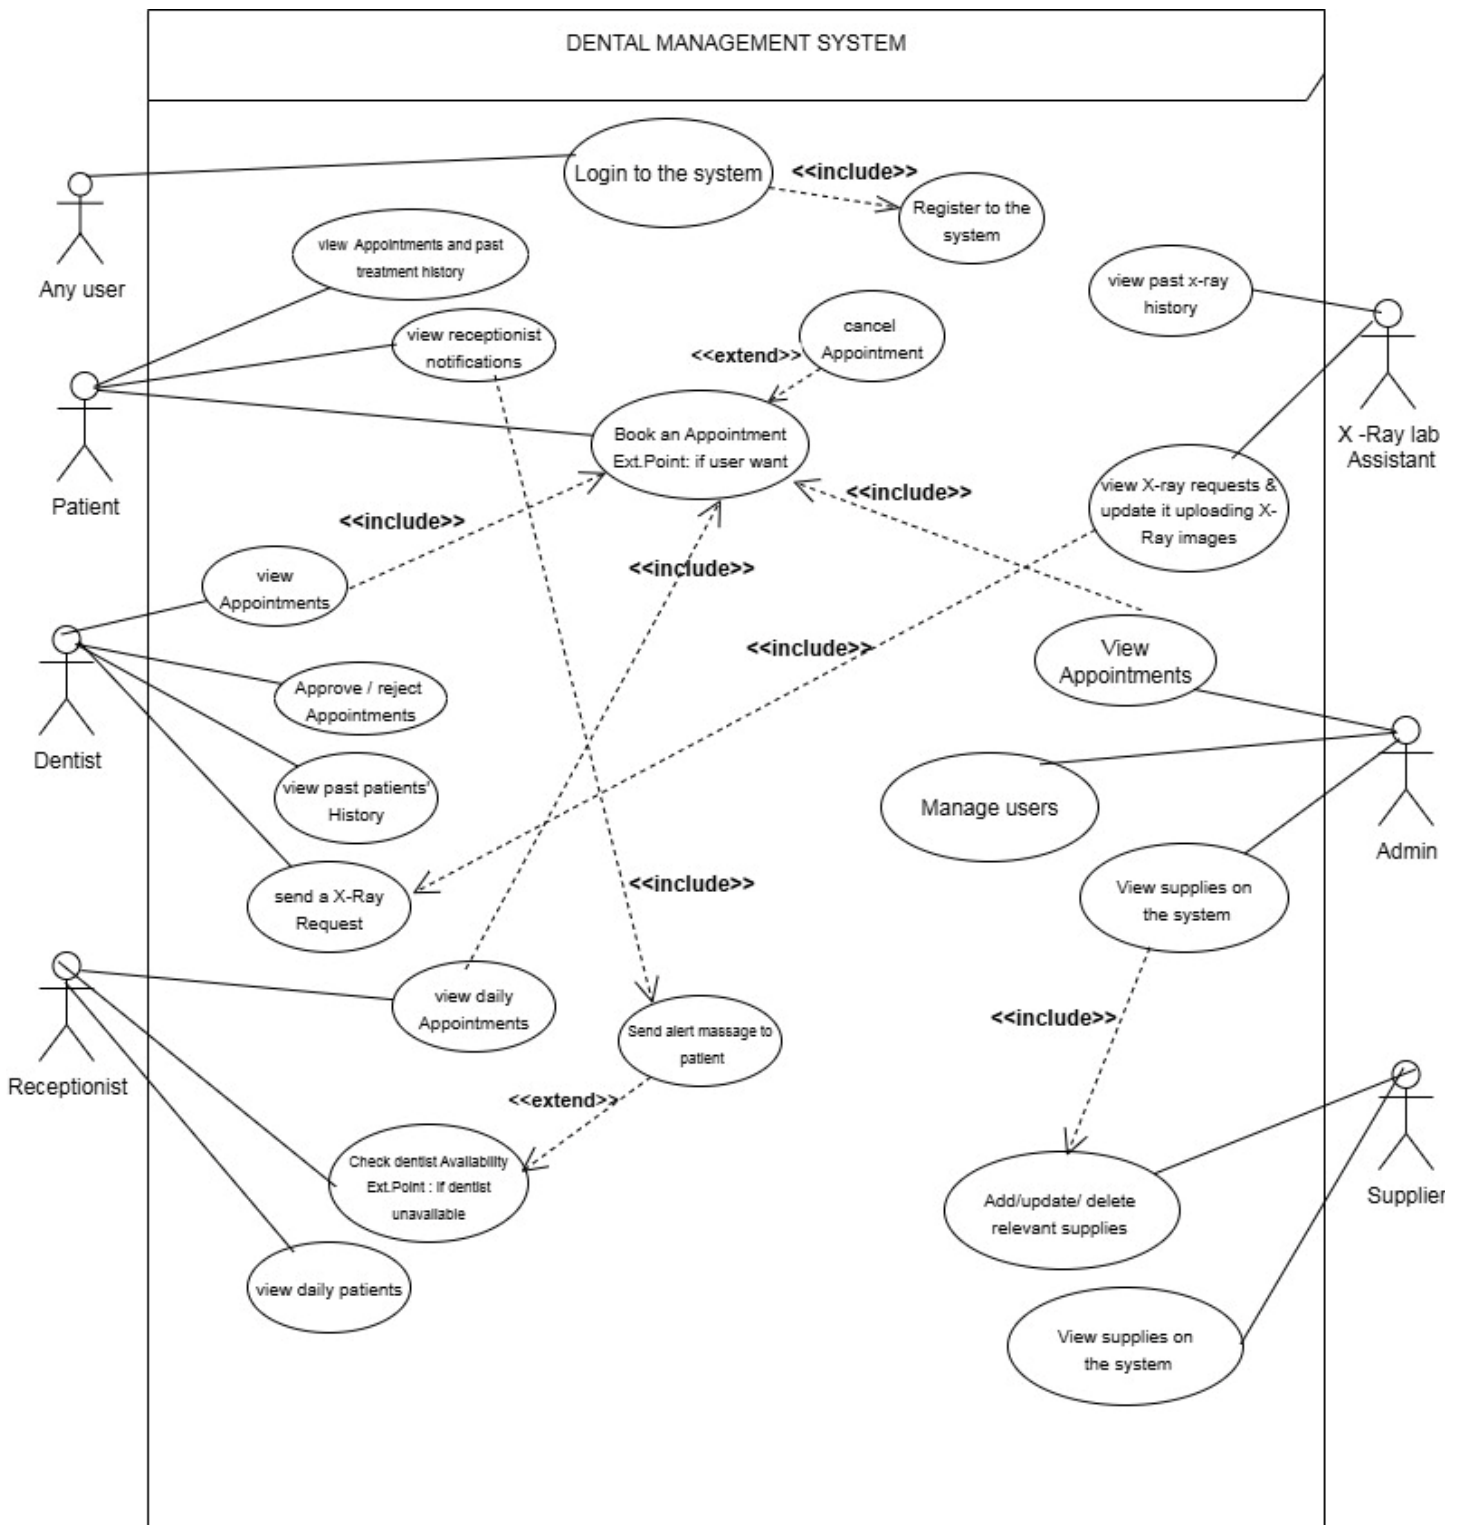 DENTAL MANAGEMENT SYSTEM
Login to the system
<<include>>
Register to the
system
Any user
view Appointments and past
treatment history
view past x-ray
history
view receptionist
notifications
cancel
Appointment
<<extend>>
X -Ray lab
Assistant
Patient
Book an Appointment
Ext.Point: if user want
<<include>>
<<include>>
view X-ray requests &
update it uploading X-
Ray images
<<include>>
view
Appointments
<<include>>
View
Appointments
Dentist
Approve / reject
Appointments
view past patients'
History
Manage users
Admin
send a X-Ray
Request
<<include>>
View supplies on
the system
view daily
Appointments
<<include>>
Send alert massage to
patient
Receptionist
<<extend>>
Check dentist Availability
Ext.Point : if dentist
unavailable
Add/update/ delete
relevant supplies
Supplier
view daily patients
View supplies on
the system